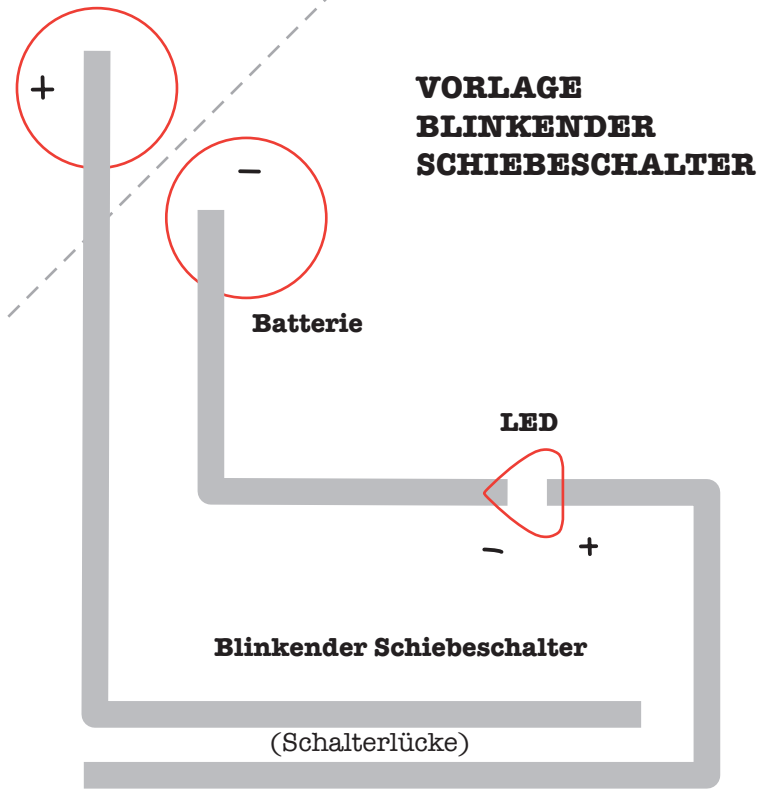 +
VORLAGE
BLINKENDER
SCHIEBESCHALTER
–
Batterie
LED
– +
Blinkender Schiebeschalter
(Schalterlücke)